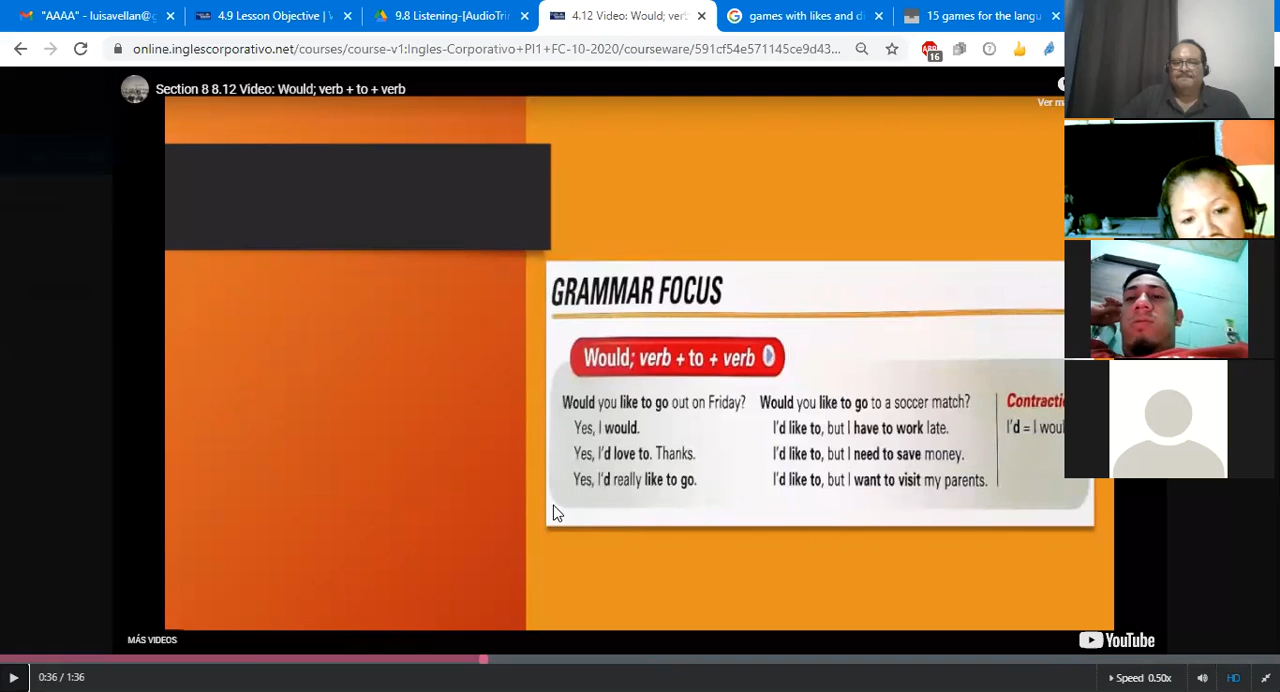 "AAAA" - luisavellan@g
4.9 Lesson Objective | 
9.8 Listening-[AudioTri
4.12 Video: Would; verb
games with likes and di
15 games for the langu
online.inglescorporativo.net/courses/course-v1:Ingles-Corporativo+PI1+FC-10-2020/courseware/591cf54e571145ce9d43...
16
Section 8 8.12 Video: Would; verb + to + verb
Ver
GRAMMAR FOCUS
Would; verb + to + verb
Would you like to go out on Friday?
Yes, I would.
Yes, I'd love to. Thanks.
Yes, I'd really like to go.
Would you like to go to a soccer match?
I'd like to, but I have to work late.
I'd like to, but I need to save money.
I'd like to, but I want to visit my parents.
Contracti
I'd = I woul
MÁS VIDEOS
YouTube
0:36 / 1:36
Speed 0.50x
HD